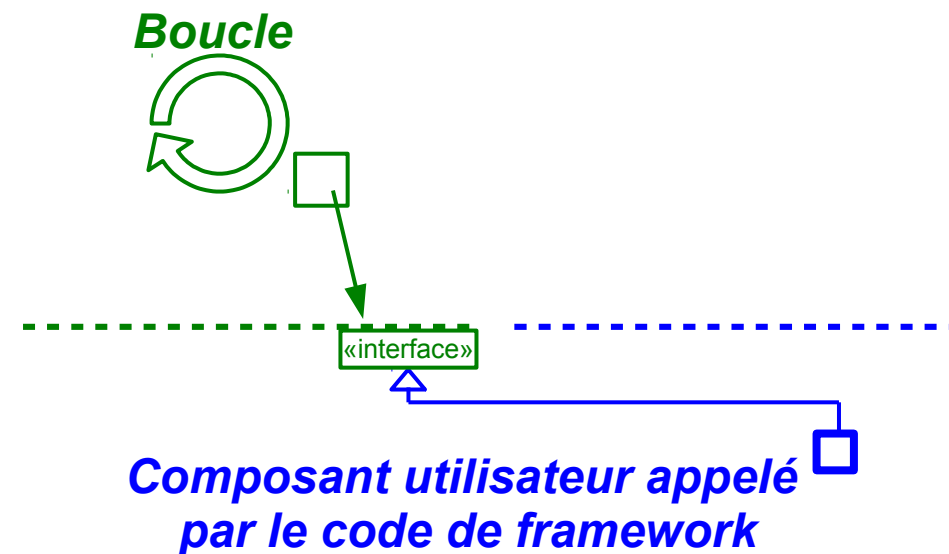 Boucle
«interface»
Composant utilisateur appelé
par le code de framework